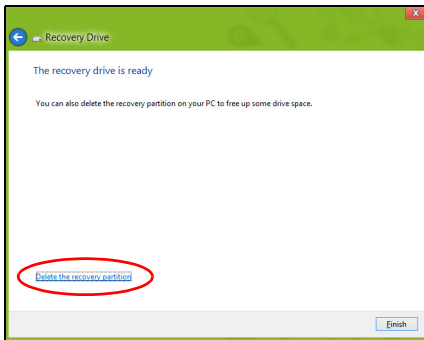 Recovery Drive
The recovery drive is ready
You can also delete the recovery partition on your PC to free up some drive space.
Delete the recovery partition
Finish